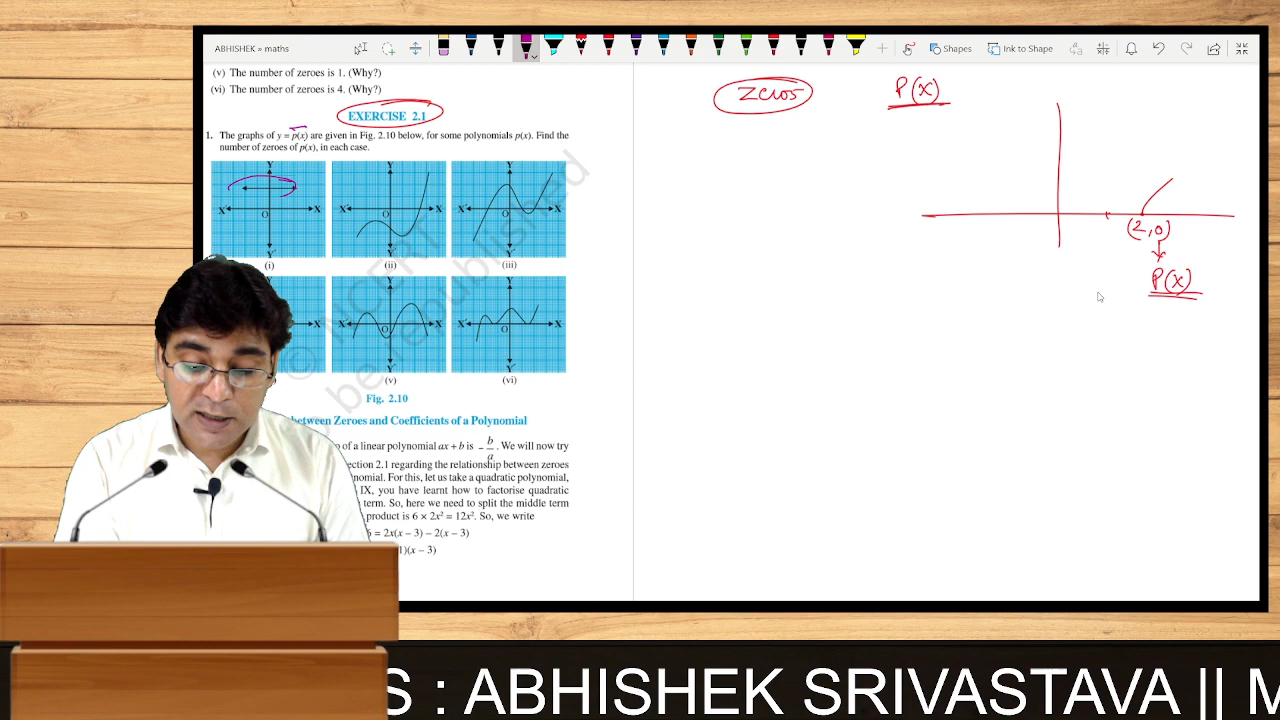 ABHISHEK » maths
Shapes
Ink to Shape
(v) The number of zeroes is 1. (Why?)
(vi) The number of zeroes is 4. (Why?)
EXERCISE 2.1
1. The graphs of y = p(x) are given in Fig. 2.10 below, for some polynomials p(x). Find the
number of zeroes of p(x), in each case.
Y Y Y
X′ O X X′ O X X′ O X
Y′ Y′ Y′
(i) (ii) (iii)
Y Y
X X′ O X X′ O X
Y′ Y′
(v) (vi)
Fig. 2.10
© NCERT
be republished
between Zeroes and Coefficients of a Polynomial
of a linear polynomial ax + b is – b/a. We will now try
ection 2.1 regarding the relationship between zeroes
nomial. For this, let us take a quadratic polynomial,
IX, you have learnt how to factorise quadratic
term. So, here we need to split the middle term
product is 6 × 2x² = 12x². So, we write
6 = 2x(x – 3) – 2(x – 3)
1)(x – 3)
Zeros
P(x)
(2,0)
P(x)
S : ABHISHEK SRIVASTAVA || M